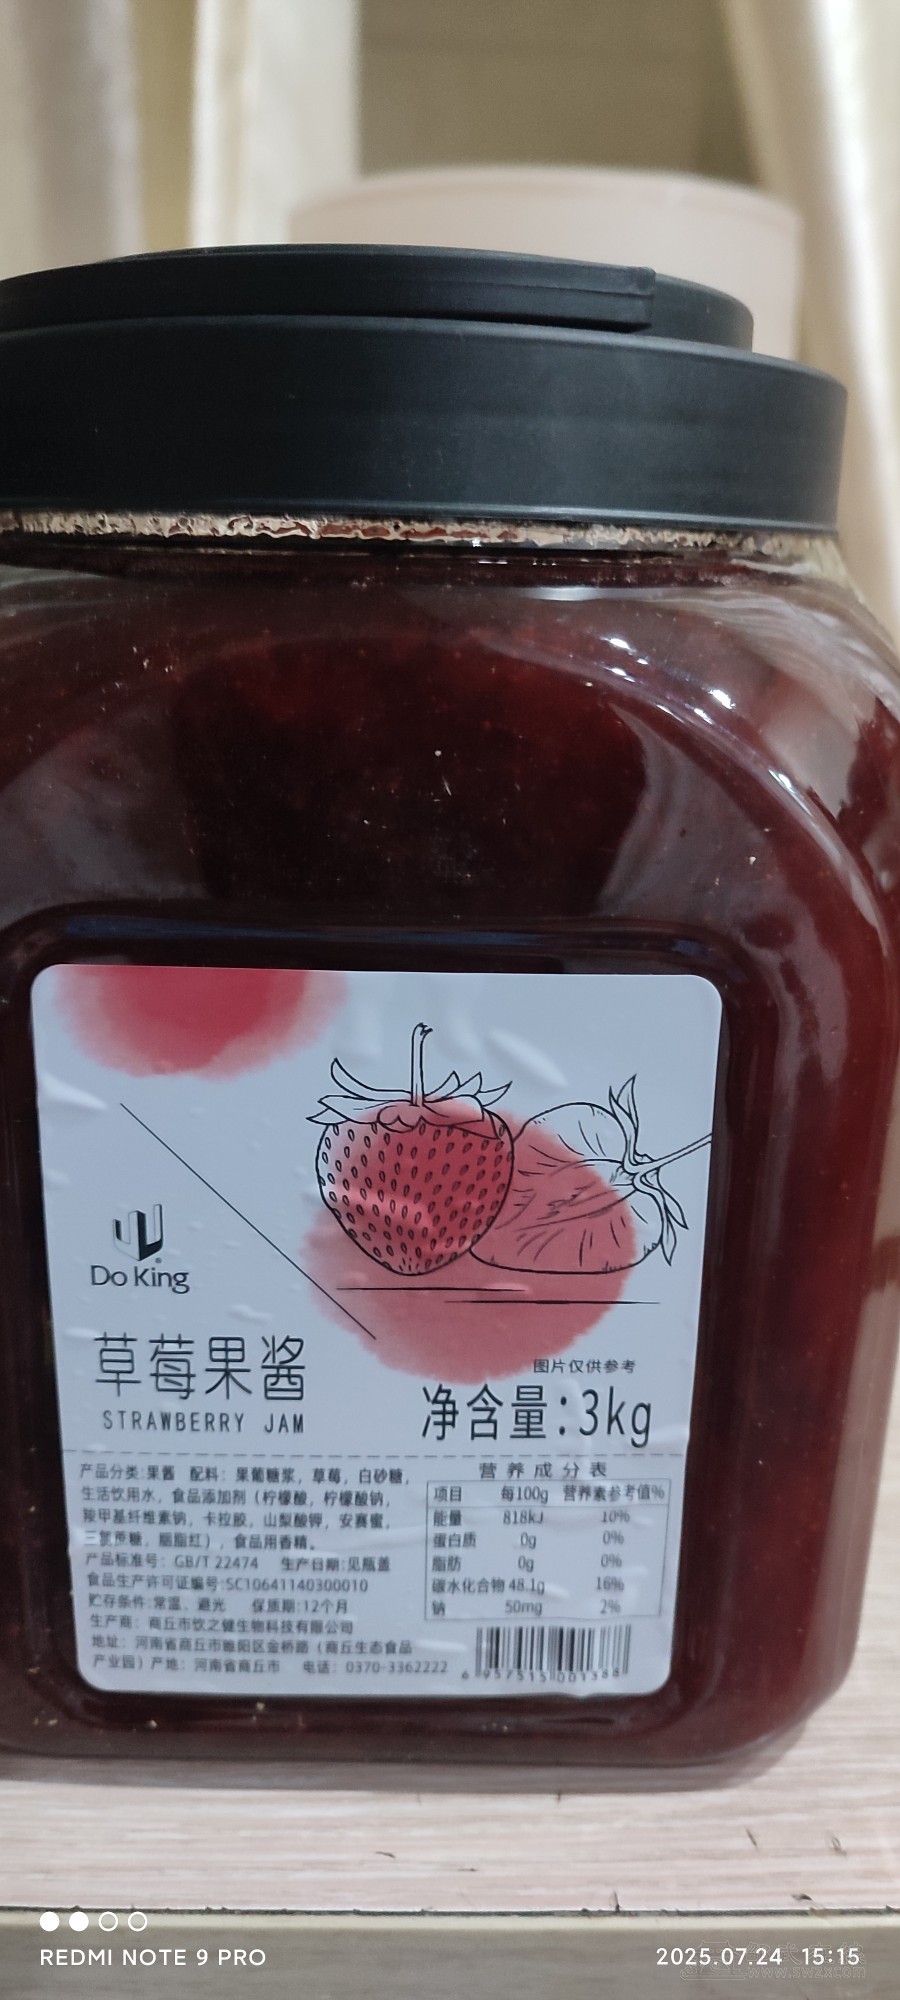 Do King
草莓果酱
STRAWBERRY JAM
图片仅供参考
净含量:3kg
产品分类:果酱 配料：果葡糖浆，草莓，白砂糖，
生活饮用水，食品添加剂（柠檬酸，柠檬酸钠，
羧甲基纤维素钠，卡拉胶，山梨酸钾，安赛蜜，
三氯蔗糖，胭脂红），食品用香精。
产品标准号：GB/T 22474 生产日期:见瓶盖
食品生产许可证编号:SC10641140300010
贮存条件:常温、避光 保质期:12个月
生产商：商丘市饮之健生物科技有限公司
地址：河南省商丘市睢阳区金桥路（商丘生态食品
产业园）产地：河南省商丘市 电话：0370-3362222
营养成分表
项目 每100g 营养素参考值%
能量 818kJ 10%
蛋白质 0g 0%
脂肪 0g 0%
碳水化合物 48.1g 16%
钠 50mg 2%
6 957515 001388
REDMI NOTE 9 PRO
2025.07.24 15:15
www.swzx.com